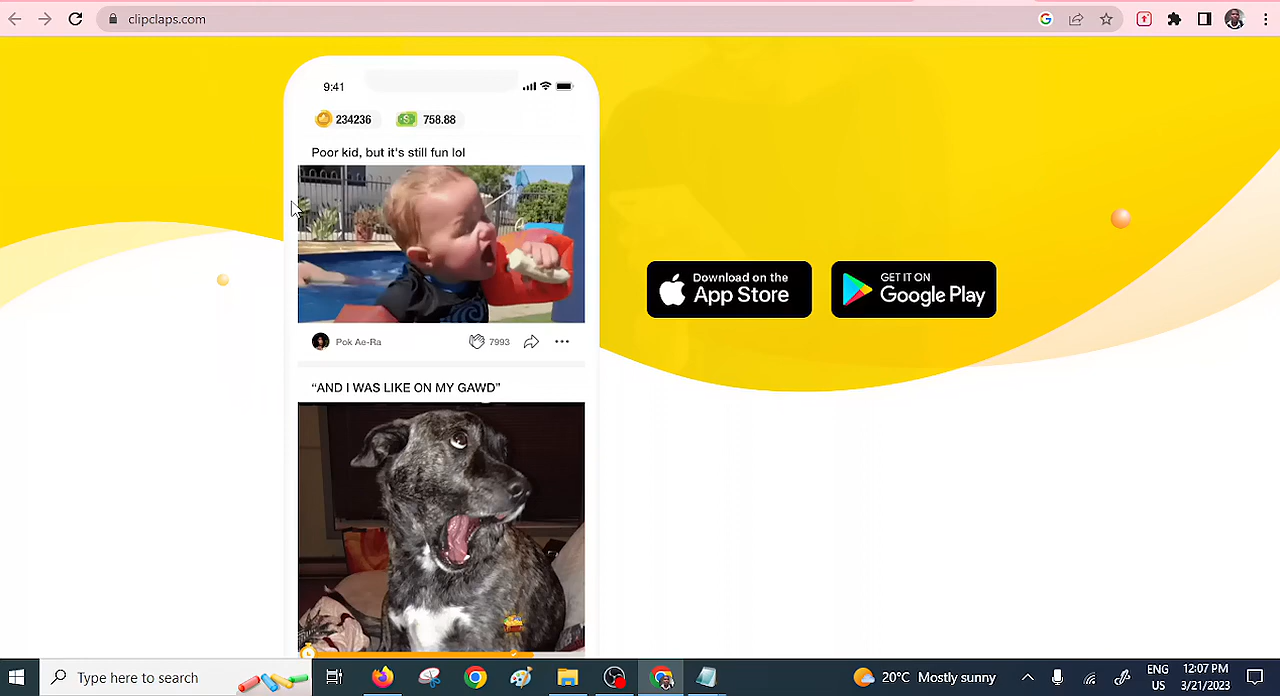 clipclaps.com
9:41
234236
758.88
Poor kid, but it's still fun lol
Download on the
App Store
GET IT ON
Google Play
Pok Ae-Ra
7993
“AND I WAS LIKE ON MY GAWD”
Type here to search
20°C Mostly sunny
ENG
US
12:07 PM
3/21/2023